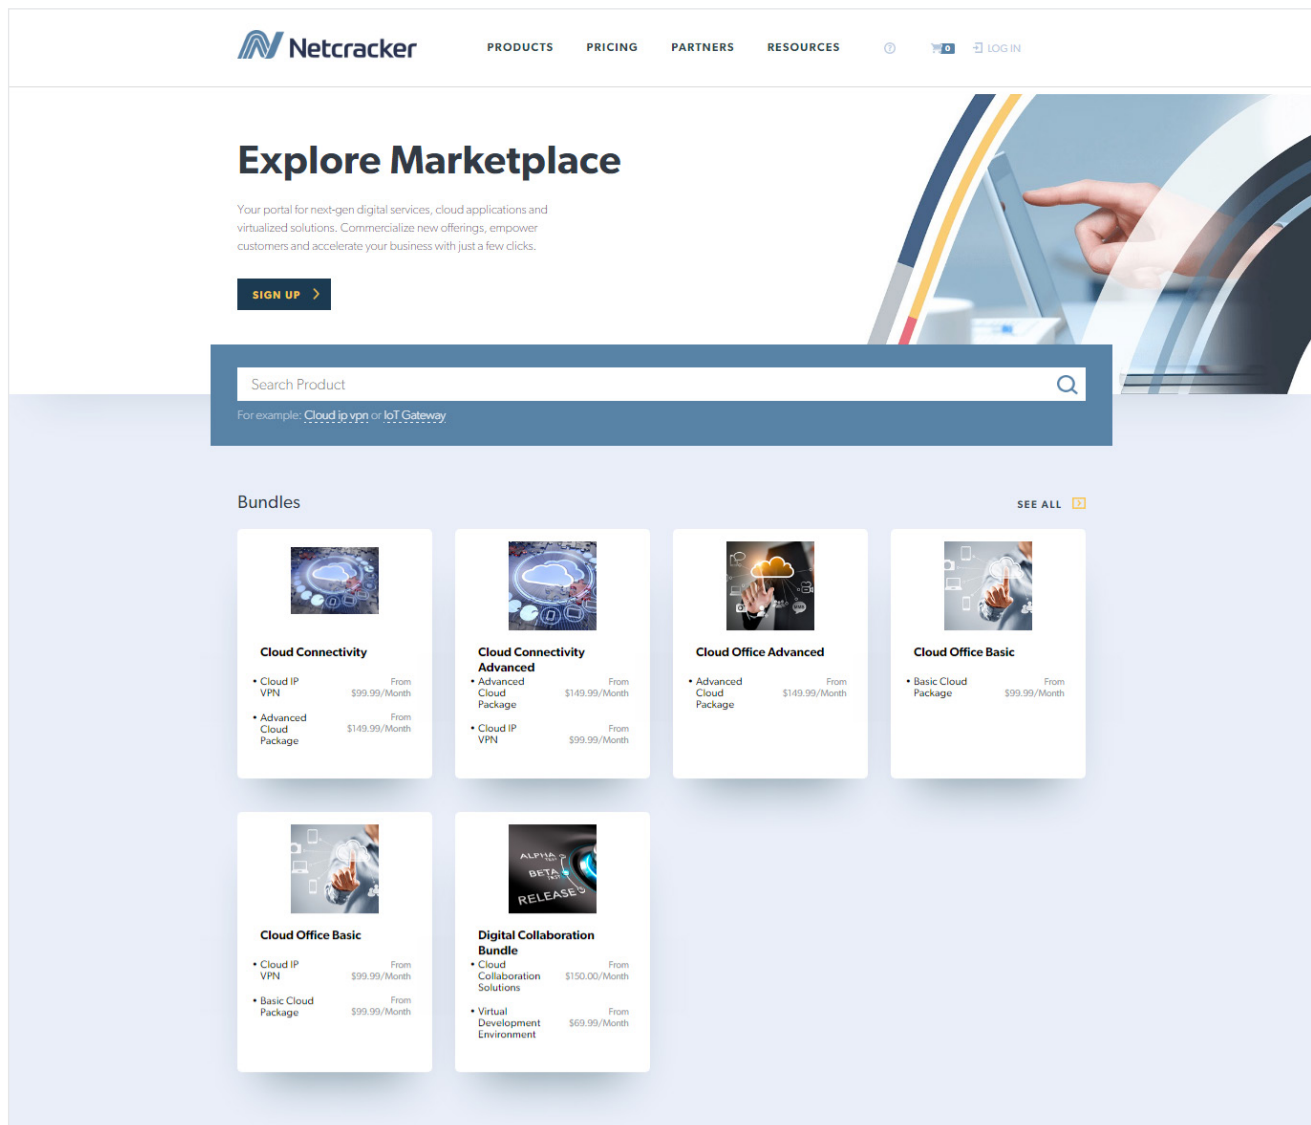 Netcracker
PRODUCTS
PRICING
PARTNERS
RESOURCES
0
LOG IN
Explore Marketplace
Your portal for next-gen digital services, cloud applications and
virtualized solutions. Commercialize new offerings, empower
customers and accelerate your business with just a few clicks.
SIGN UP
Search Product
For example: Cloud ip vpn or IoT Gateway
Bundles
SEE ALL
Cloud Connectivity
• Cloud IP
VPN
From
$99.99/Month
• Advanced
Cloud
Package
From
$149.99/Month
Cloud Connectivity
Advanced
• Advanced
Cloud
Package
From
$149.99/Month
• Cloud IP
VPN
From
$99.99/Month
Cloud Office Advanced
• Advanced
Cloud
Package
From
$149.99/Month
Cloud Office Basic
• Basic Cloud
Package
From
$99.99/Month
Cloud Office Basic
• Cloud IP
VPN
From
$99.99/Month
• Basic Cloud
Package
From
$99.99/Month
ALPHA
TEST
BETA
TEST
RELEASE
Digital Collaboration
Bundle
• Cloud
Collaboration
Solutions
From
$150.00/Month
• Virtual
Development
Environment
From
$69.99/Month